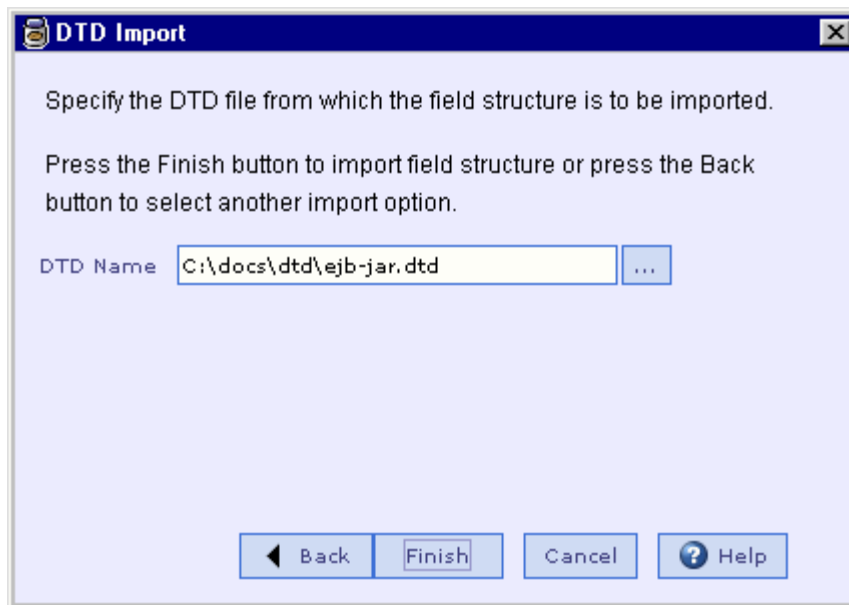 DTD Import
Specify the DTD file from which the field structure is to be imported.
Press the Finish button to import field structure or press the Back
button to select another import option.
DTD Name C:\docs\dtd\ejb-jar.dtd ...
Back Finish Cancel Help